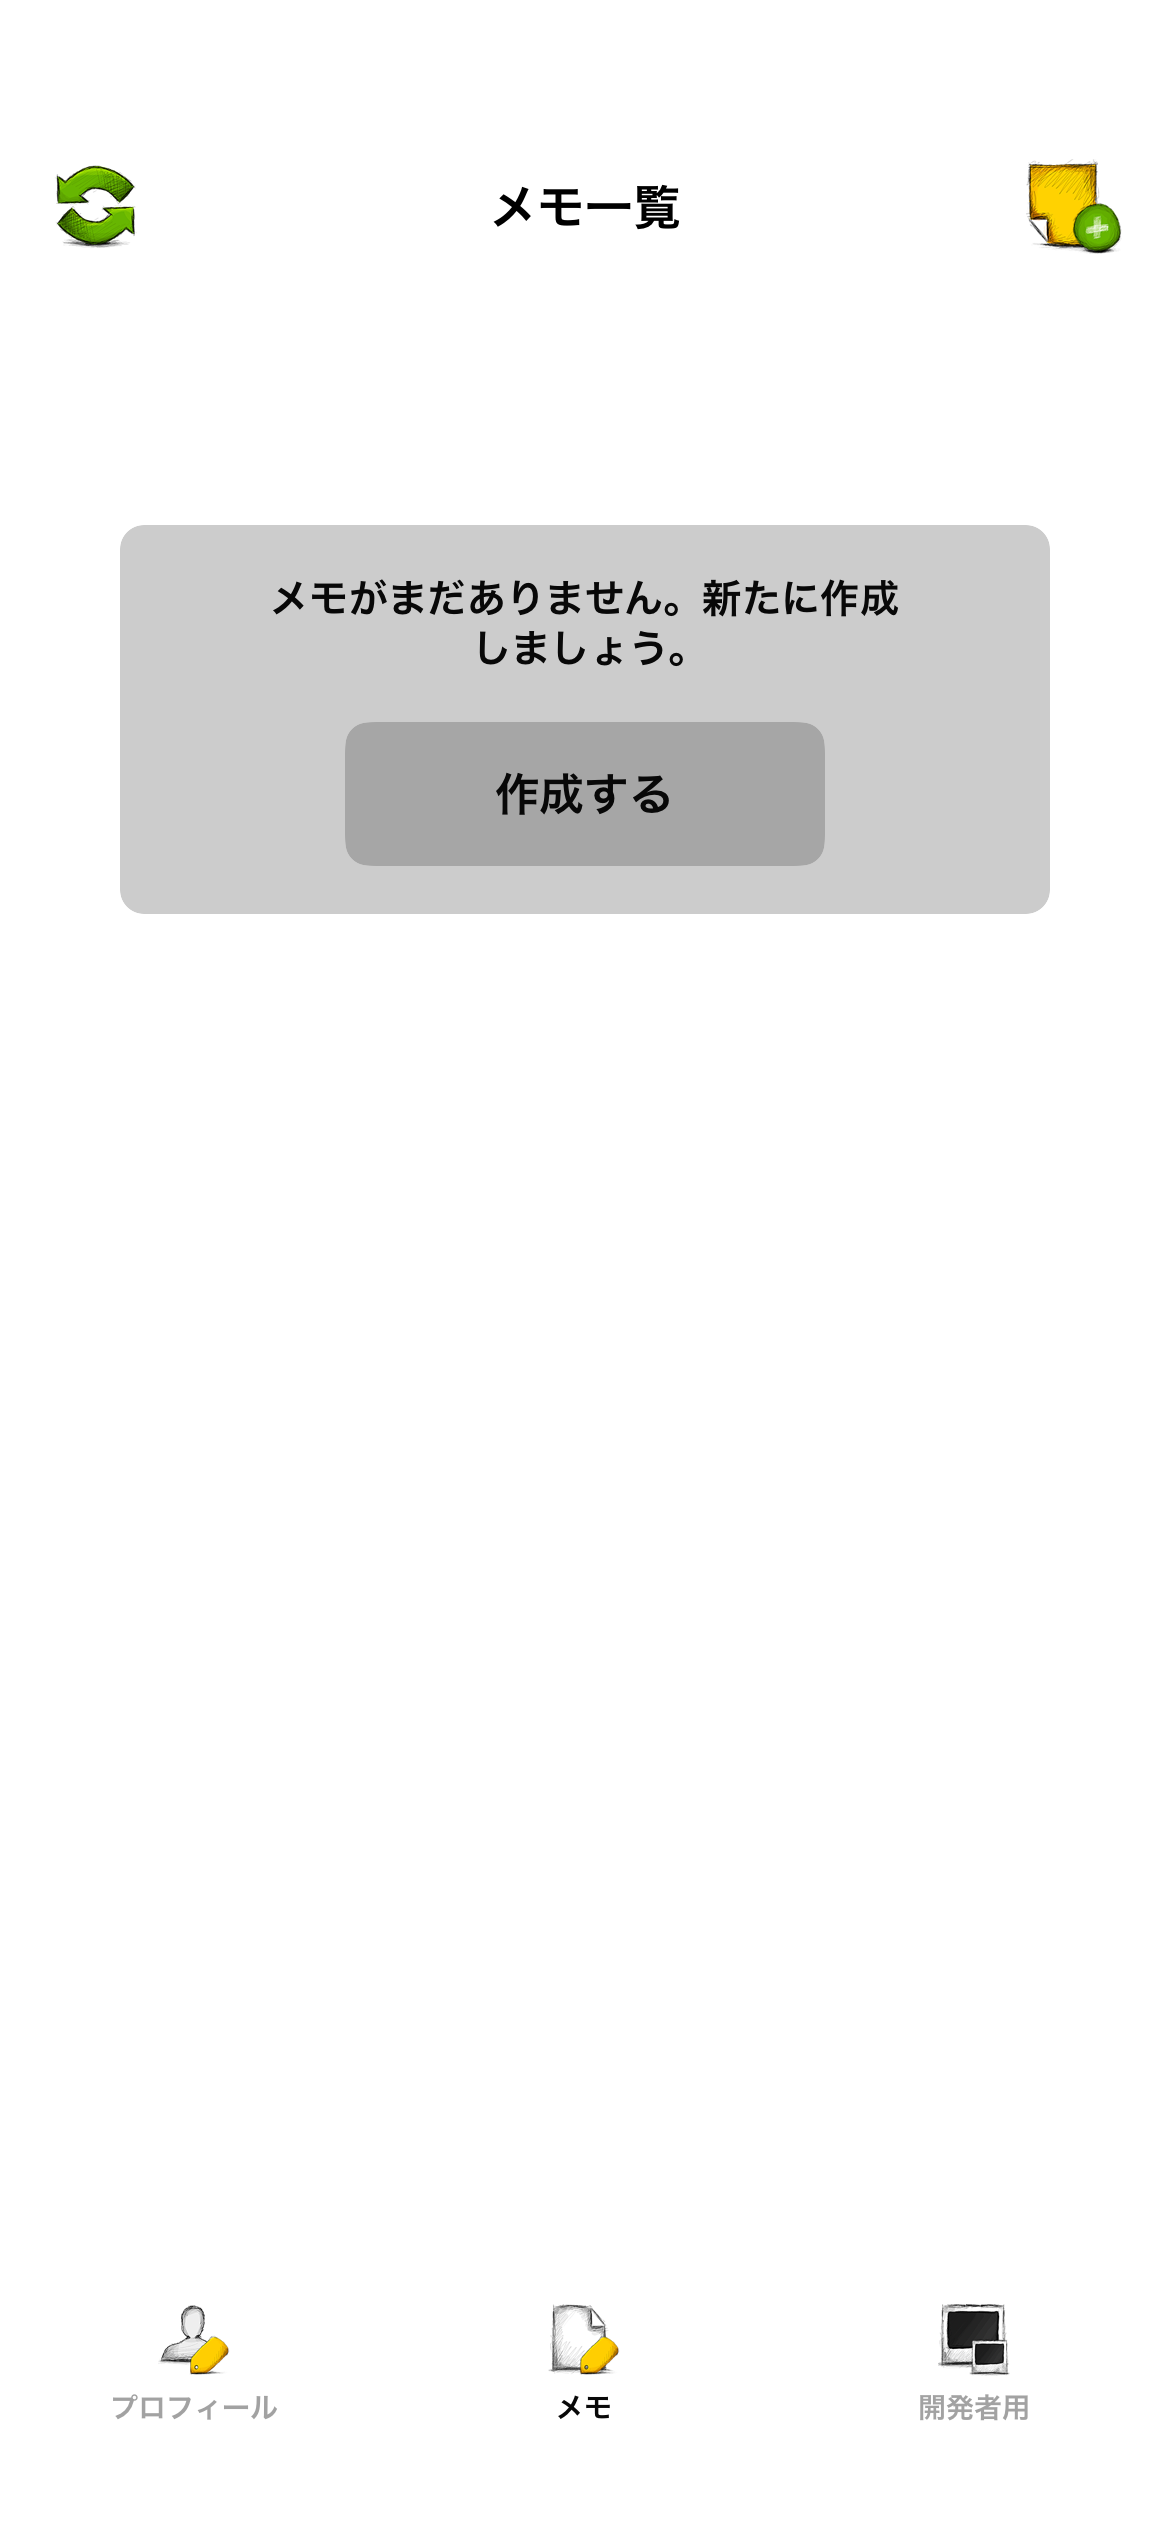 メモ一覧
メモがまだありません。新たに作成
しましょう。
作成する
プロフィール
メモ
開発者用